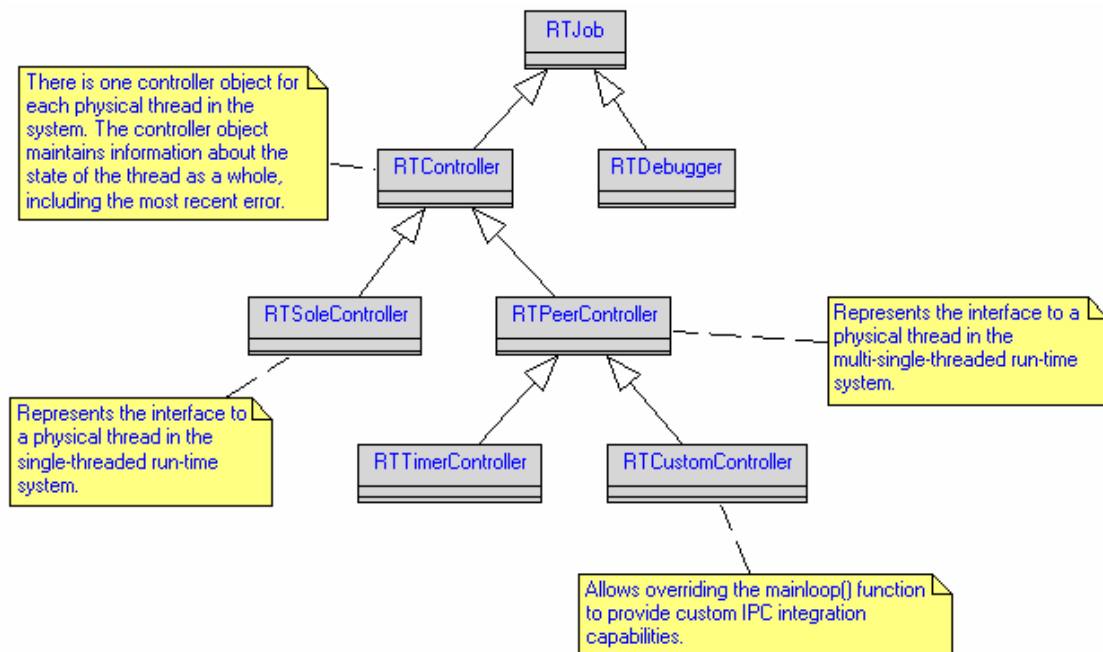 RTJob
There is one controller object for
each physical thread in the
system. The controller object
maintains information about the
state of the thread as a whole,
including the most recent error.
RTController
RTDebugger
RTSoleController
RTPeerController
Represents the interface to a
physical thread in the
multi-single-threaded run-time
system.
Represents the interface to
a physical thread in the
single-threaded run-time
system.
RTTimerController
RTCustomController
Allows overriding the mainloop() function
to provide custom IPC integration
capabilities.